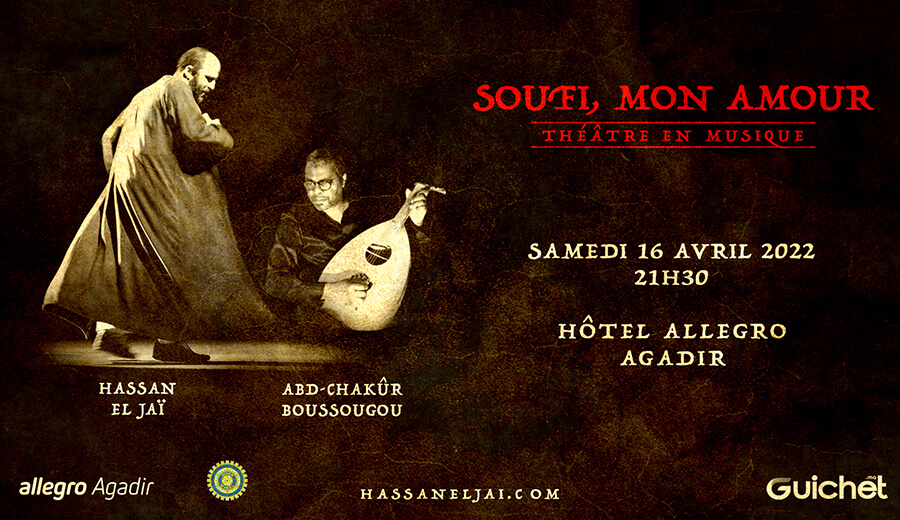 SOUFI, MON AMOUR
THÉÂTRE EN MUSIQUE
SAMEDI 16 AVRIL 2022
21H30
HÔTEL ALLEGRO
AGADIR
HASSAN
EL JAÏ
ABD-CHAKÛR
BOUSSOUGOU
allegro Agadir
HASSANELJAI.COM
Guichet